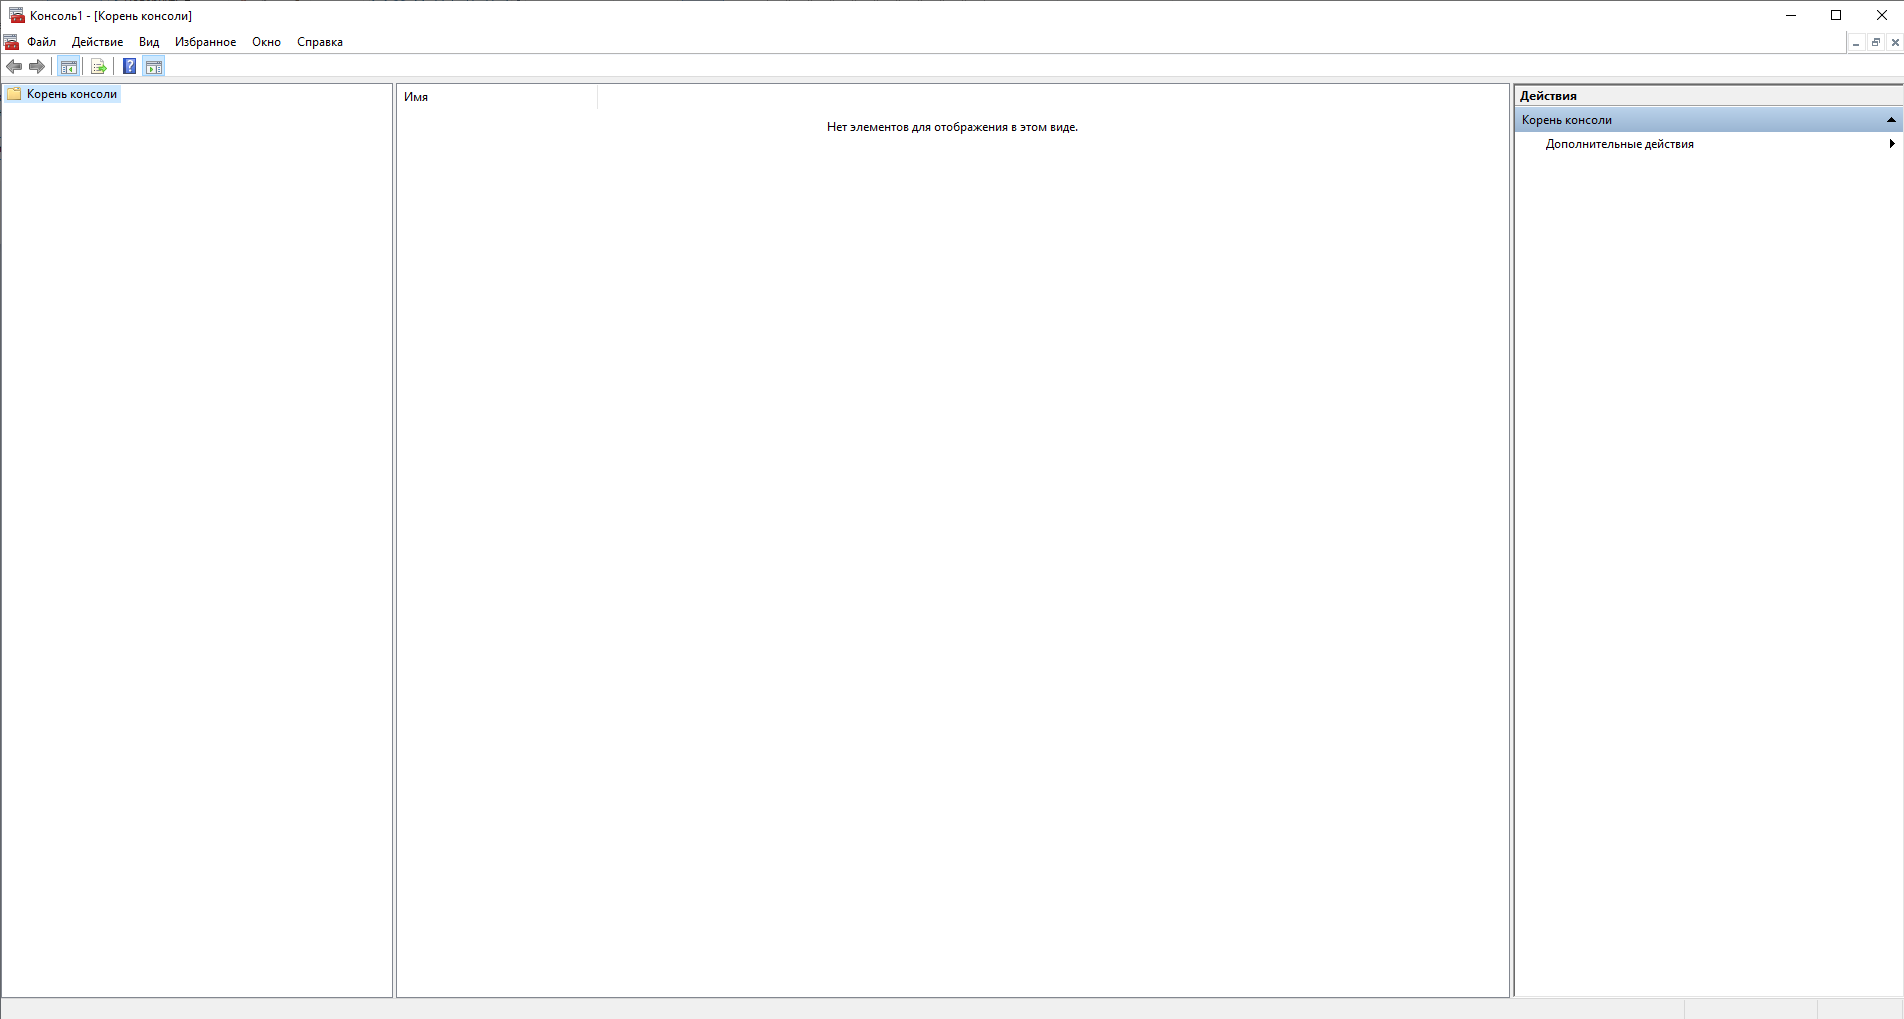 Консоль1 - [Корень консоли]
Файл Действие Вид Избранное Окно Справка
Корень консоли
Имя
Нет элементов для отображения в этом виде.
Действия
Корень консоли
Дополнительные действия